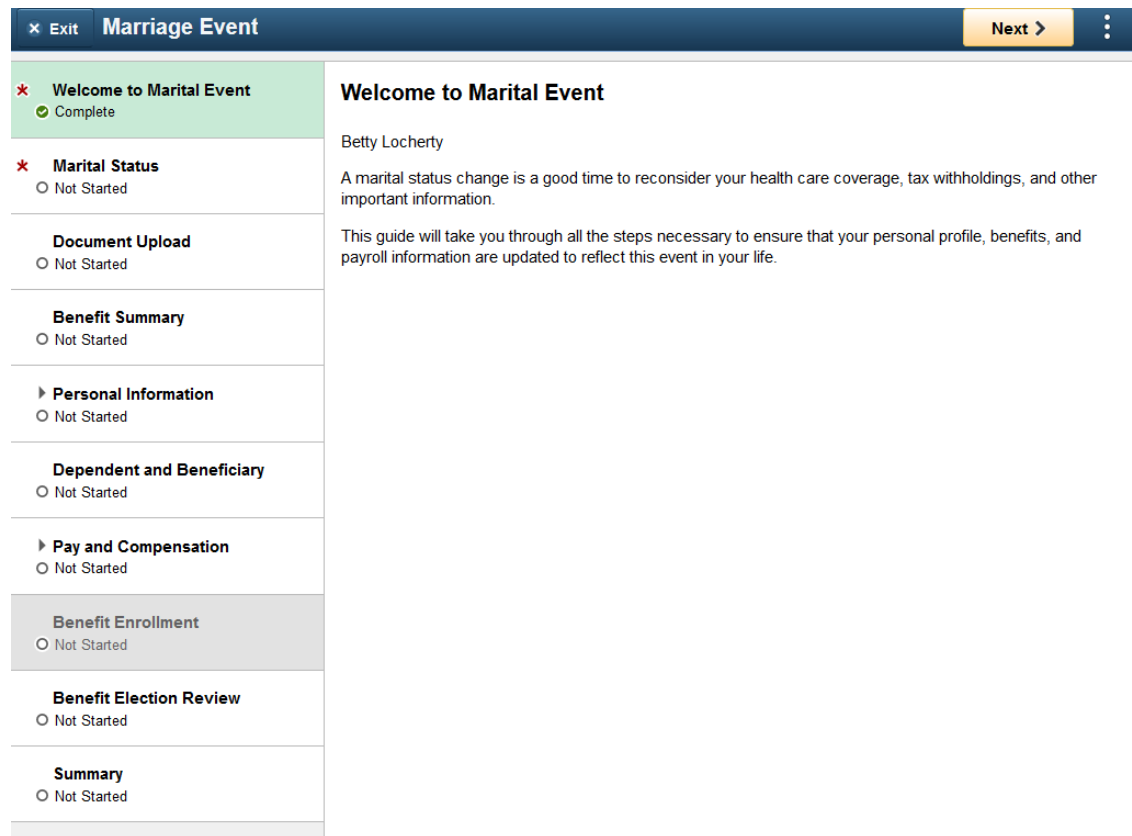 × Exit Marriage Event Next
Welcome to Marital Event
Complete
Marital Status
Not Started
Document Upload
Not Started
Benefit Summary
Not Started
Personal Information
Not Started
Dependent and Beneficiary
Not Started
Pay and Compensation
Not Started
Benefit Enrollment
Not Started
Benefit Election Review
Not Started
Summary
Not Started
Welcome to Marital Event
Betty Locherty
A marital status change is a good time to reconsider your health care coverage, tax withholdings, and other
important information.
This guide will take you through all the steps necessary to ensure that your personal profile, benefits, and
payroll information are updated to reflect this event in your life.